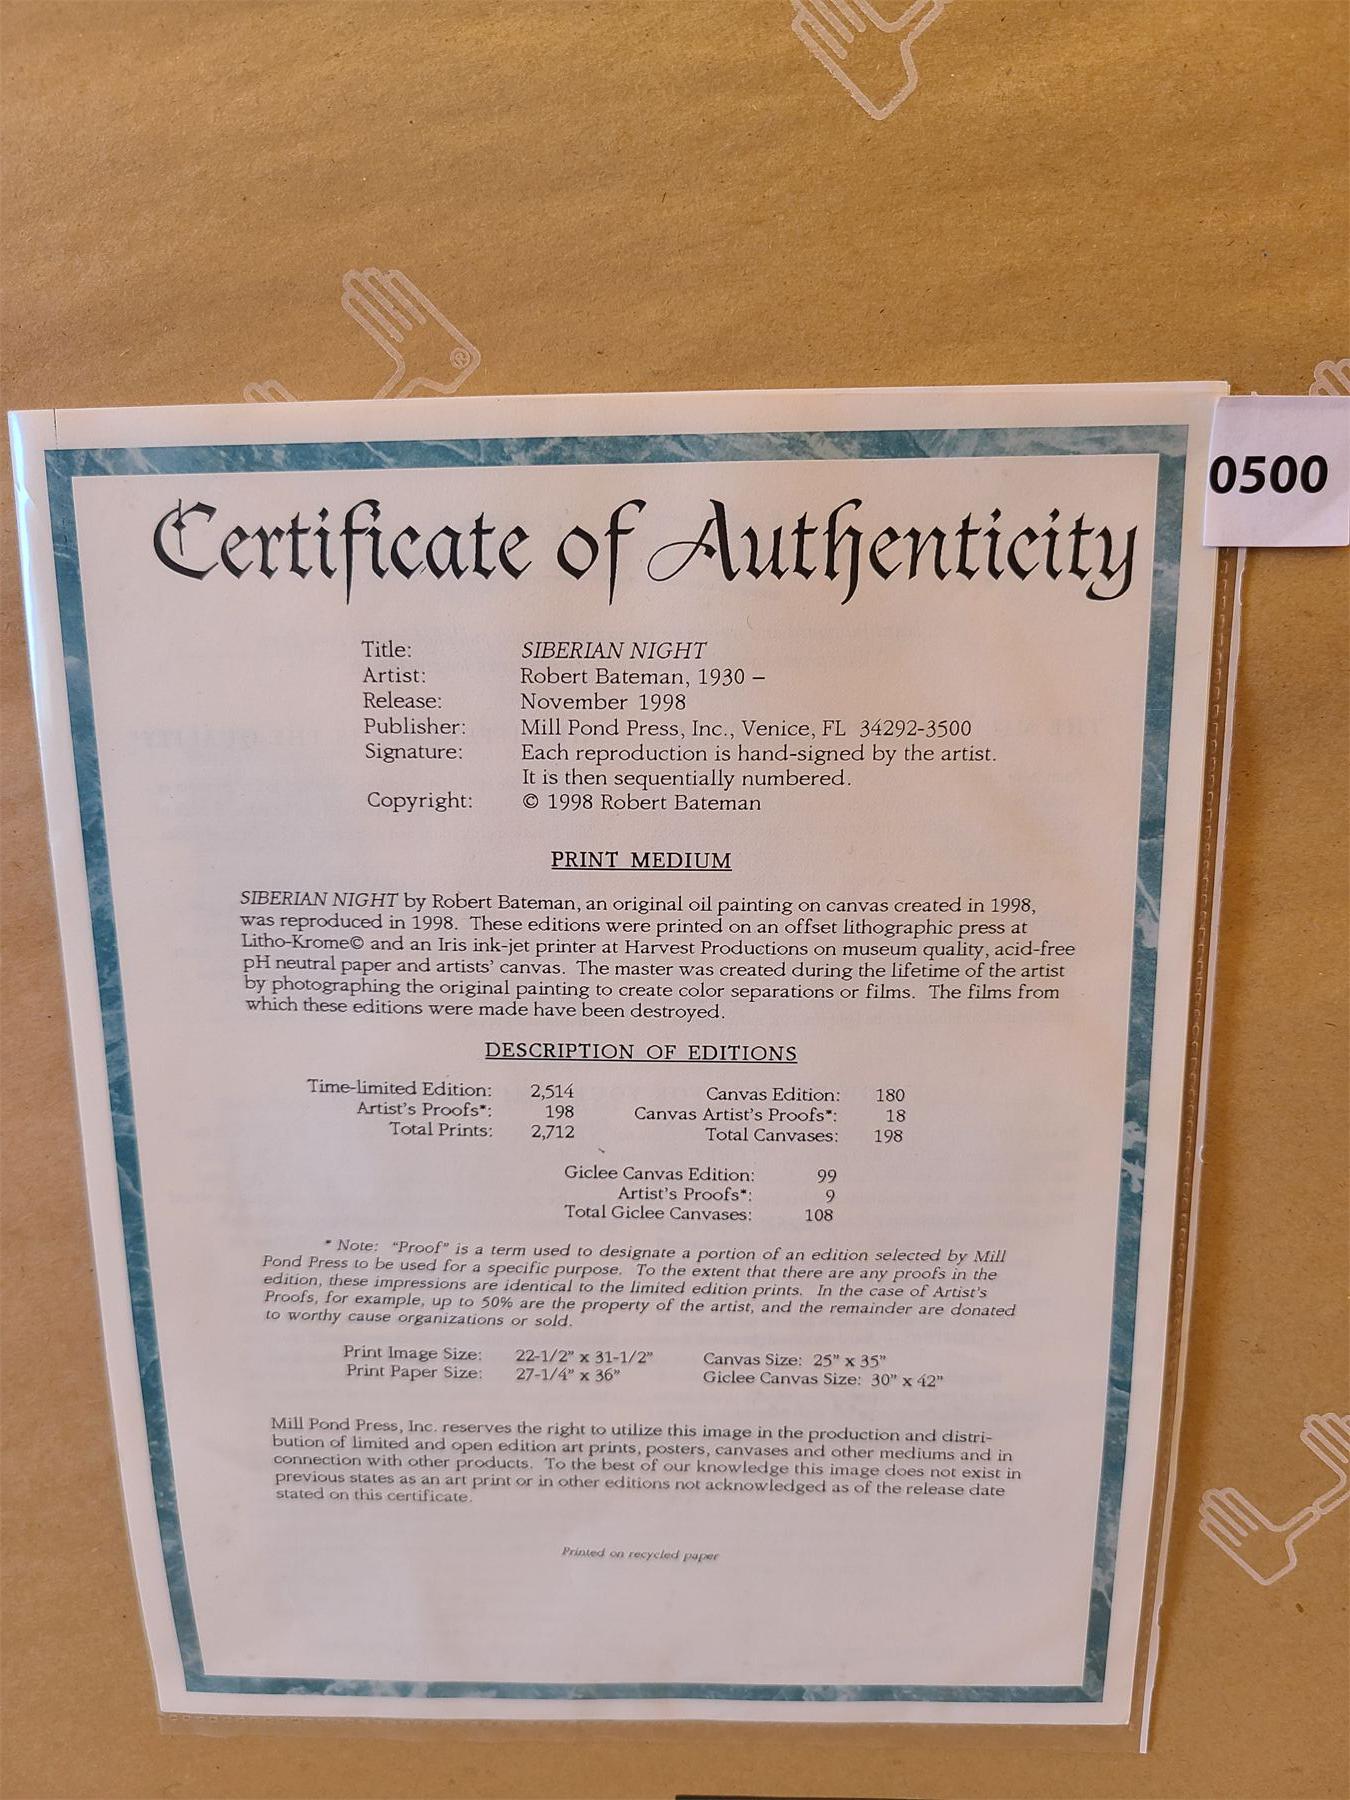 0500
Certificate of Authenticity
Title: SIBERIAN NIGHT
Artist: Robert Bateman, 1930 –
Release: November 1998
Publisher: Mill Pond Press, Inc., Venice, FL 34292-3500
Signature: Each reproduction is hand-signed by the artist.
It is then sequentially numbered.
Copyright: © 1998 Robert Bateman
PRINT MEDIUM
SIBERIAN NIGHT by Robert Bateman, an original oil painting on canvas created in 1998,
was reproduced in 1998. These editions were printed on an offset lithographic press at
Litho-Krome© and an Iris ink-jet printer at Harvest Productions on museum quality, acid-free
pH neutral paper and artists' canvas. The master was created during the lifetime of the artist
by photographing the original painting to create color separations or films. The films from
which these editions were made have been destroyed.
DESCRIPTION OF EDITIONS
Time-limited Edition: 2,514 Canvas Edition: 180
Artist's Proofs*: 198 Canvas Artist's Proofs*: 18
Total Prints: 2,712 Total Canvases: 198
Giclee Canvas Edition: 99
Artist's Proofs*: 9
Total Giclee Canvases: 108
* Note: "Proof" is a term used to designate a portion of an edition selected by Mill
Pond Press to be used for a specific purpose. To the extent that there are any proofs in the
edition, these impressions are identical to the limited edition prints. In the case of Artist's
Proofs, for example, up to 50% are the property of the artist, and the remainder are donated
to worthy cause organizations or sold.
Print Image Size: 22-1/2" x 31-1/2" Canvas Size: 25" x 35"
Print Paper Size: 27-1/4" x 36" Giclee Canvas Size: 30" x 42"
Mill Pond Press, Inc. reserves the right to utilize this image in the production and distri-
bution of limited and open edition art prints, posters, canvases and other mediums and in
connection with other products. To the best of our knowledge this image does not exist in
previous states as an art print or in other editions not acknowledged as of the release date
stated on this certificate.
Printed on recycled paper